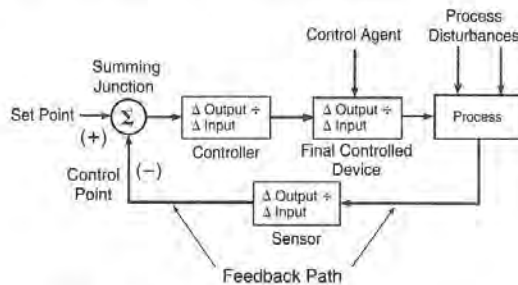 Process
Disturbances
Control Agent
Summing
Junction
Set Point
(+)
Σ
Δ Output ÷
Δ Input
Controller
Δ Output ÷
Δ Input
Final Controlled
Device
Process
(−)
Control
Point
Δ Output ÷
Δ Input
Sensor
Feedback Path